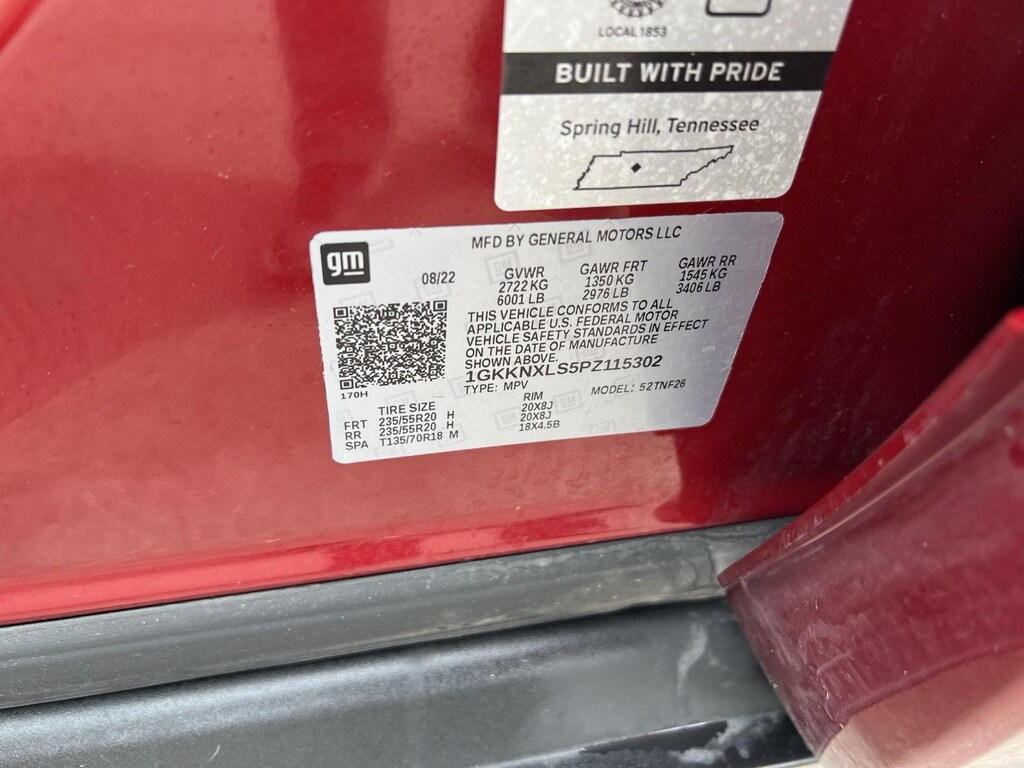 LOCAL 1853
BUILT WITH PRIDE
Spring Hill, Tennessee
gm
MFD BY GENERAL MOTORS LLC
08/22
GVWR GAWR FRT GAWR RR
2722 KG 1350 KG 1545 KG
6001 LB 2976 LB 3406 LB
THIS VEHICLE CONFORMS TO ALL
APPLICABLE U.S. FEDERAL MOTOR
VEHICLE SAFETY STANDARDS IN EFFECT
ON THE DATE OF MANUFACTURE
SHOWN ABOVE.
1GKKNXLS5PZ115302
TYPE: MPV MODEL: 52TNF26
170H
TIRE SIZE RIM
FRT 235/55R20 H 20X8J
RR 235/55R20 H 20X8J
SPA T135/70R18 M 18X4.5B